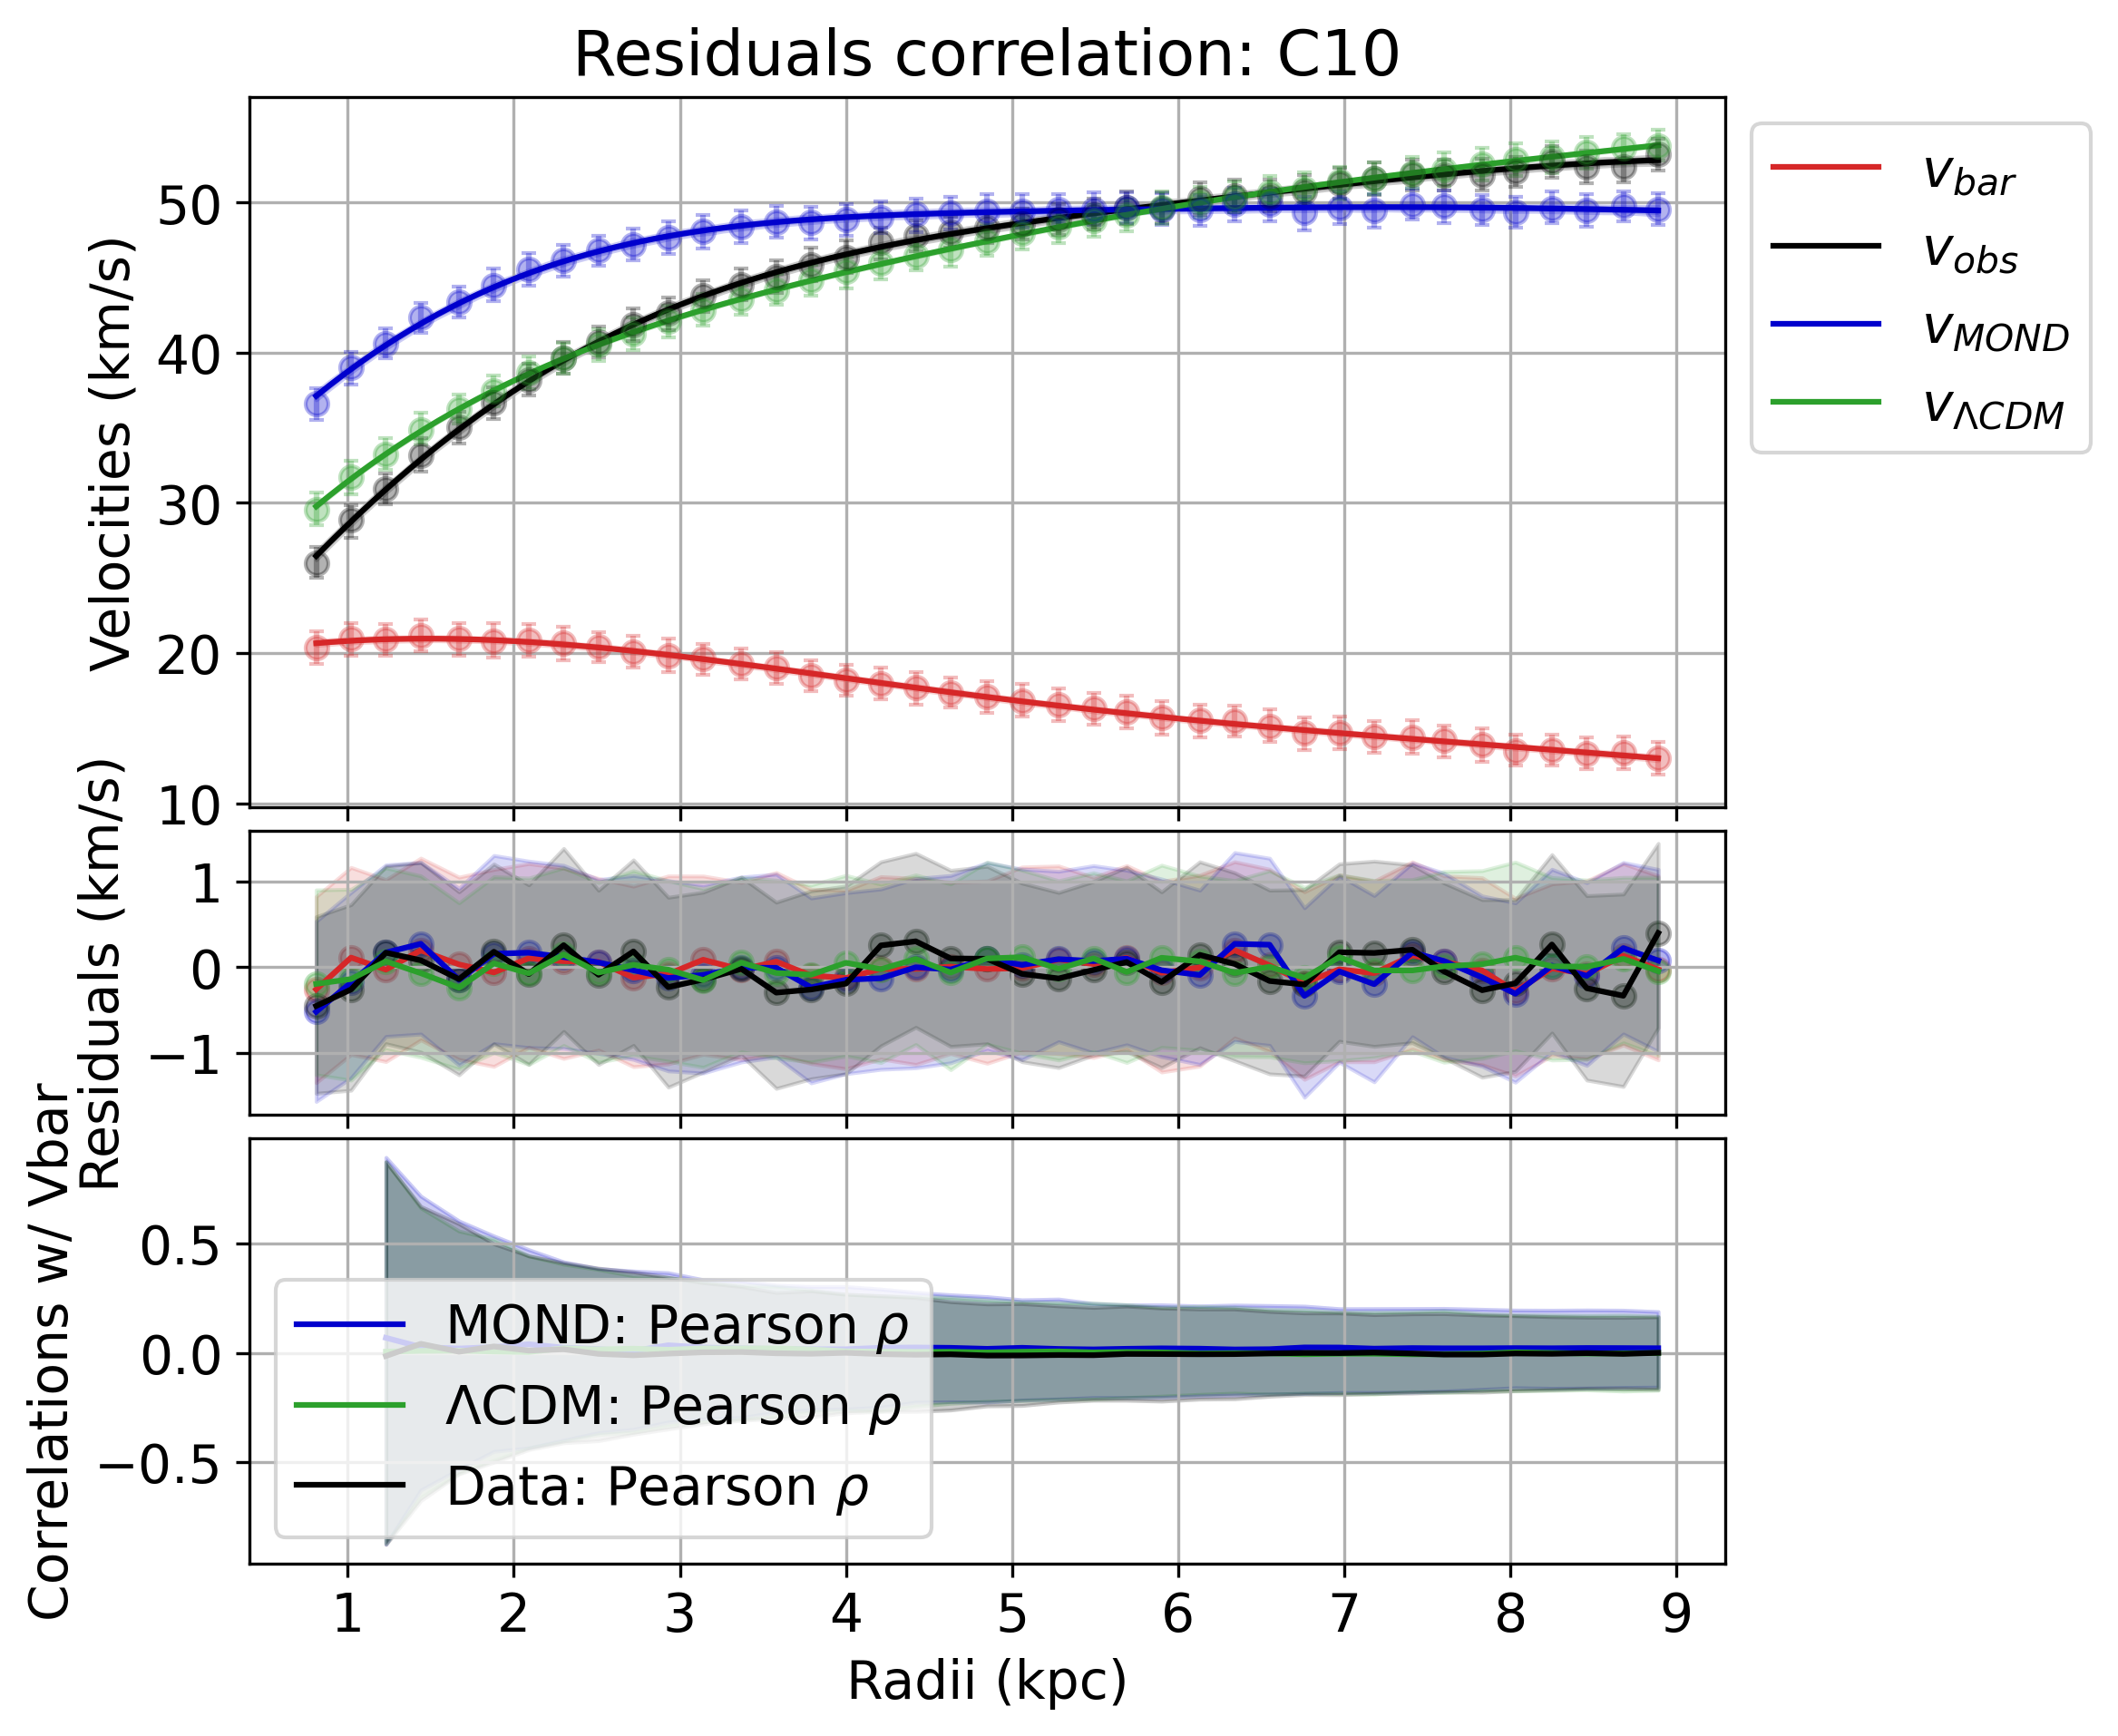 Residuals correlation: C10
Velocities (km/s)
50
40
30
20
10
v_bar
v_obs
v_MOND
v_ΛCDM
Residuals (km/s)
1
0
−1
Correlations w/ Vbar
0.5
0.0
−0.5
MOND: Pearson ρ
ΛCDM: Pearson ρ
Data: Pearson ρ
1 2 3 4 5 6 7 8 9
Radii (kpc)